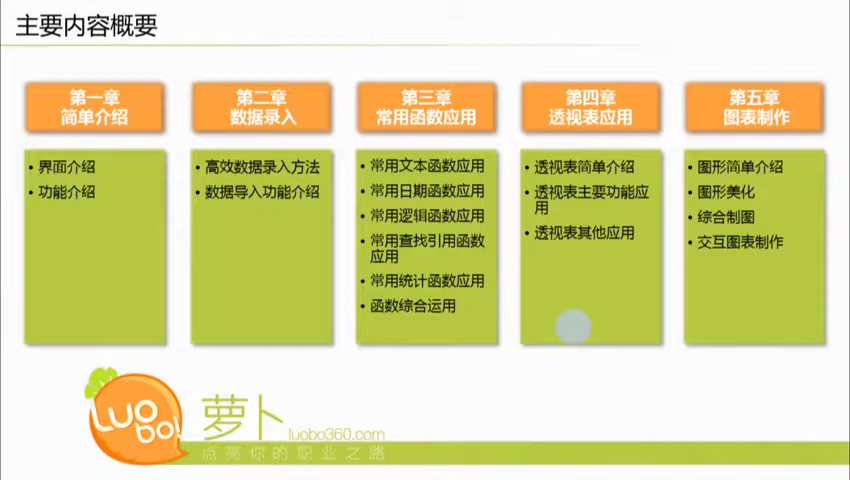 主要内容概要
第一章
简单介绍
• 界面介绍
• 功能介绍
第二章
数据录入
• 高效数据录入方法
• 数据导入功能介绍
第三章
常用函数应用
• 常用文本函数应用
• 常用日期函数应用
• 常用逻辑函数应用
• 常用查找引用函数
应用
• 常用统计函数应用
• 函数综合运用
第四章
透视表应用
• 透视表简单介绍
• 透视表主要功能应
用
• 透视表其他应用
第五章
图表制作
• 图形简单介绍
• 图形美化
• 综合制图
• 交互图表制作
Luo
bo!
萝卜
luobo360.com
点亮你的职业之路